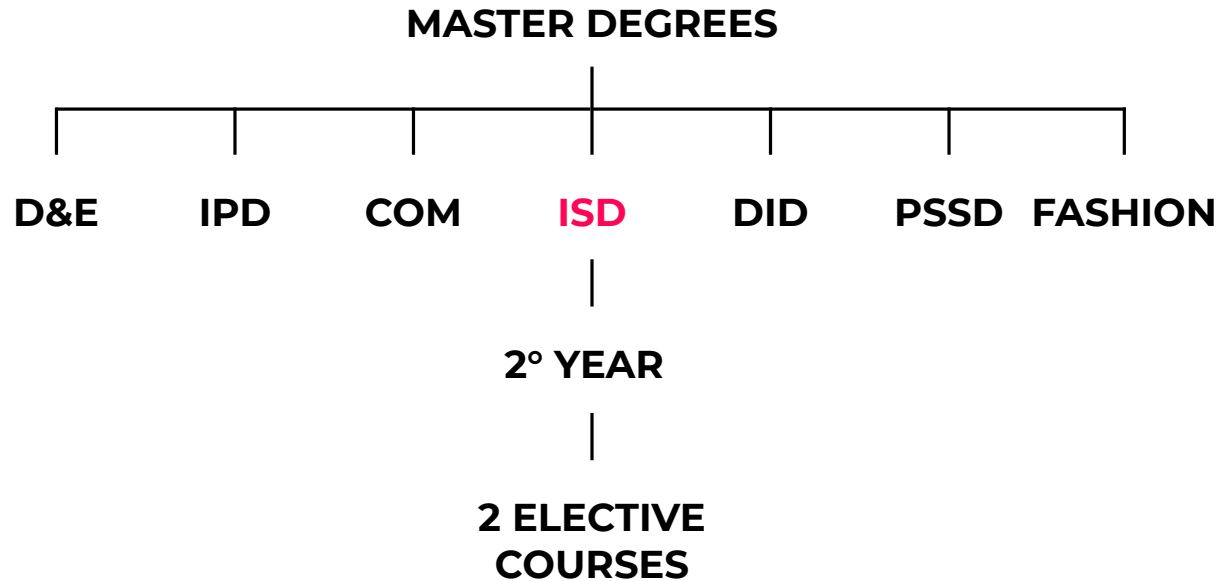 MASTER DEGREES
D&E IPD COM ISD DID PSSD FASHION
2° YEAR
2 ELECTIVE
COURSES